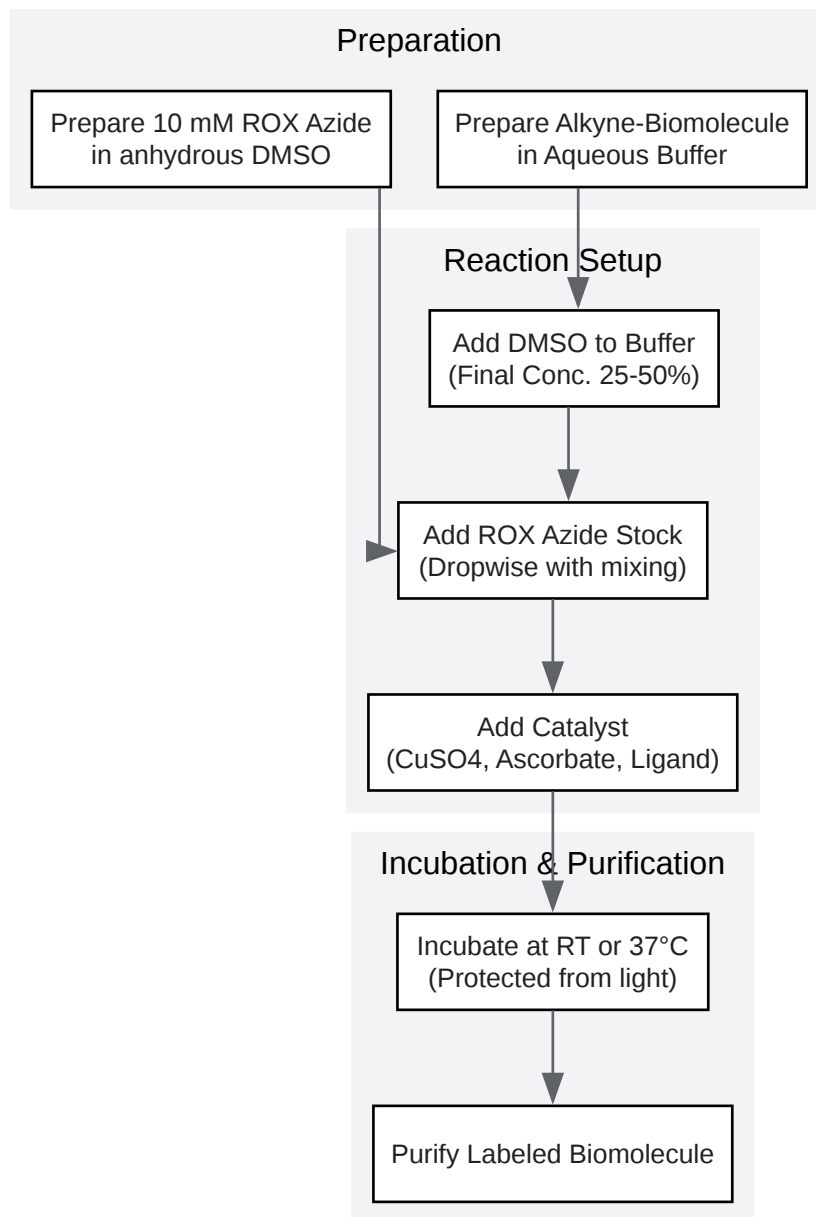 Preparation
Prepare 10 mM ROX Azide
in anhydrous DMSO
Prepare Alkyne-Biomolecule
in Aqueous Buffer
Reaction Setup
Add DMSO to Buffer
(Final Conc. 25-50%)
Add ROX Azide Stock
(Dropwise with mixing)
Add Catalyst
(CuSO4, Ascorbate, Ligand)
Incubation & Purification
Incubate at RT or 37°C
(Protected from light)
Purify Labeled Biomolecule